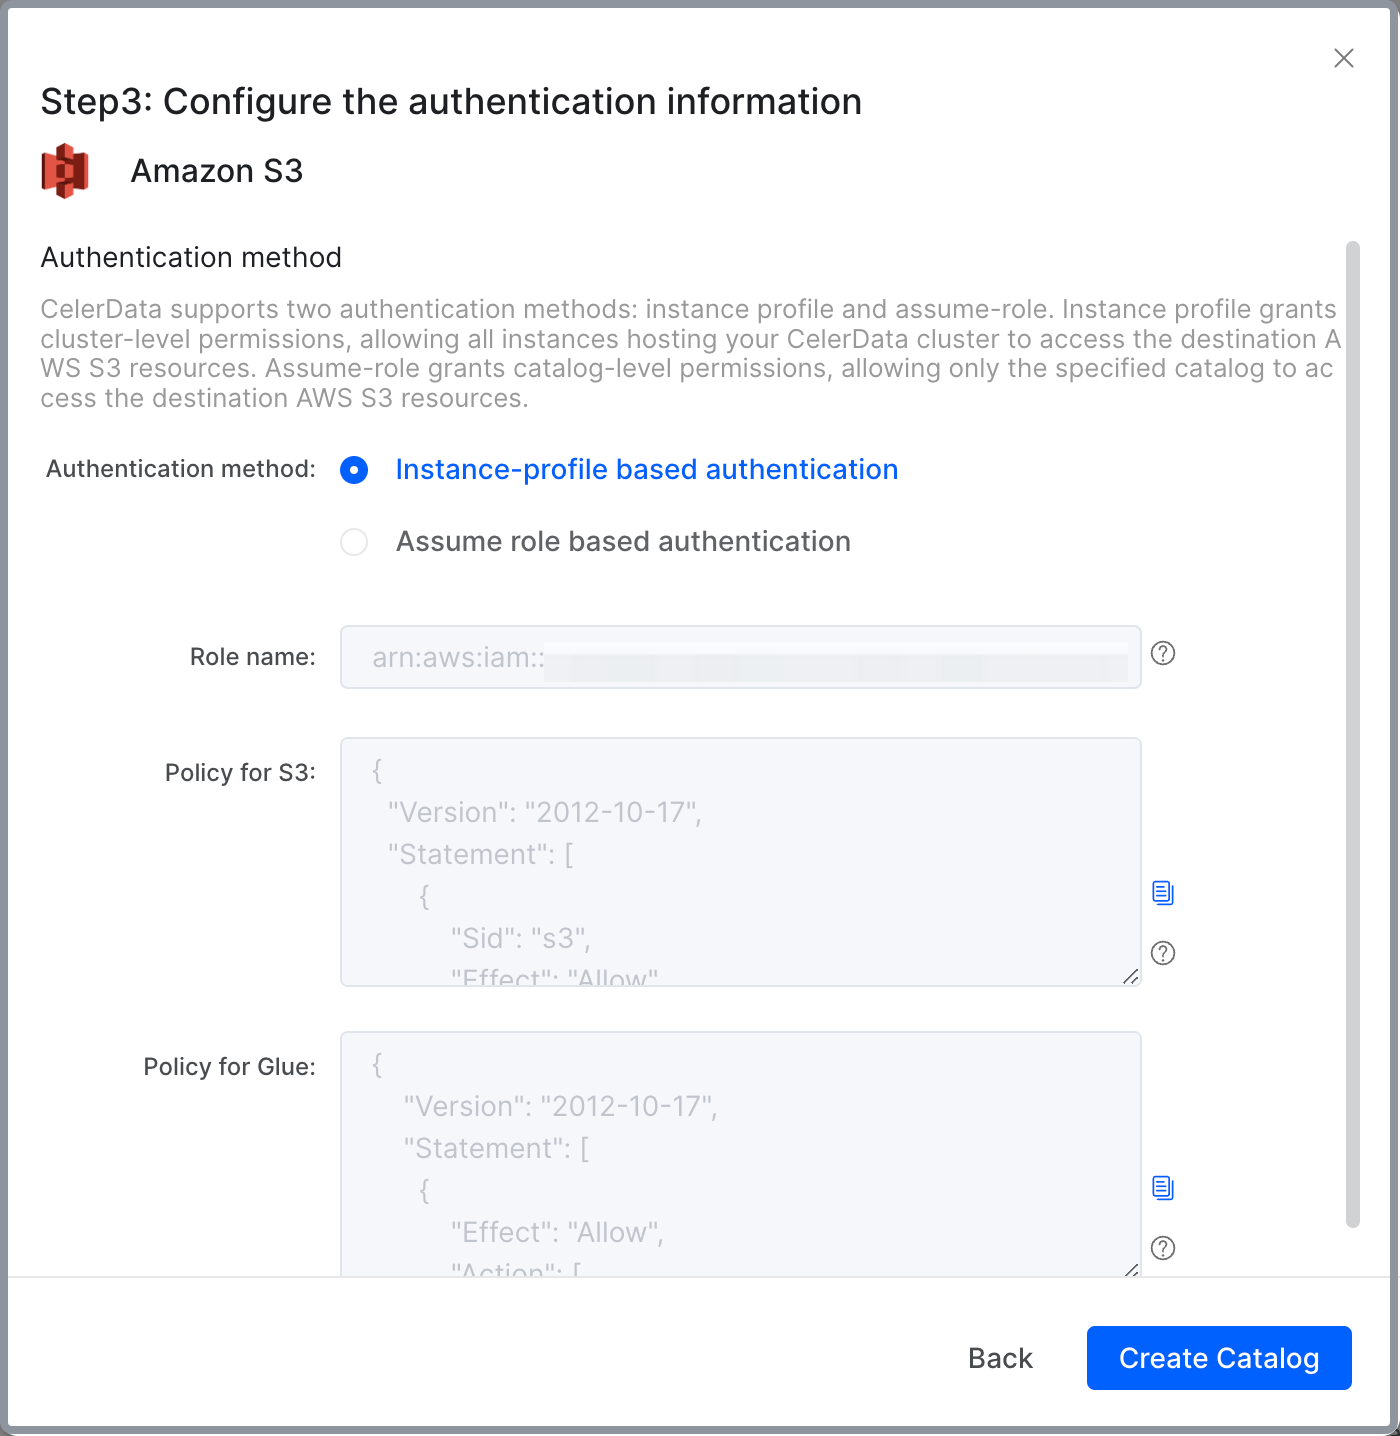 Step3: Configure the authentication information
Amazon S3
Authentication method
CelerData supports two authentication methods: instance profile and assume-role. Instance profile grants
cluster-level permissions, allowing all instances hosting your CelerData cluster to access the destination A
WS S3 resources. Assume-role grants catalog-level permissions, allowing only the specified catalog to ac
cess the destination AWS S3 resources.
Authentication method: Instance-profile based authentication
Assume role based authentication
Role name: arn:aws:iam::
Policy for S3: {
"Version": "2012-10-17",
"Statement": [
{
"Sid": "s3",
"Effect": "Allow"
Policy for Glue: {
"Version": "2012-10-17",
"Statement": [
{
"Effect": "Allow",
"Action": [
Back Create Catalog